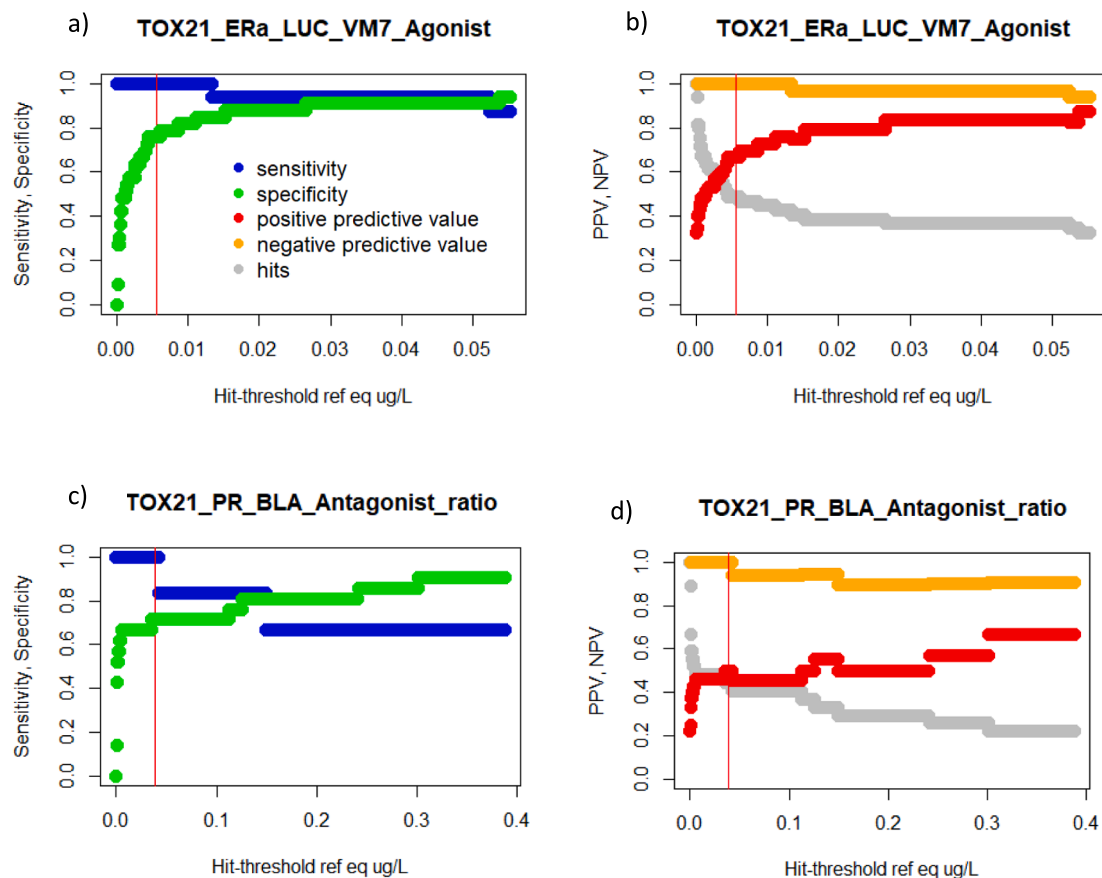 a) TOX21_ERa_LUC_VM7_Agonist
Sensitivity, Specificity
1.0
0.8
0.6
0.4
0.2
0.0
sensitivity
specificity
positive predictive value
negative predictive value
hits
0.00 0.01 0.02 0.03 0.04 0.05
Hit-threshold ref eq ug/L
b) TOX21_ERa_LUC_VM7_Agonist
PPV, NPV
1.0
0.8
0.6
0.4
0.2
0.0
0.00 0.01 0.02 0.03 0.04 0.05
Hit-threshold ref eq ug/L
c) TOX21_PR_BLA_Antagonist_ratio
Sensitivity, Specificity
1.0
0.8
0.6
0.4
0.2
0.0
0.0 0.1 0.2 0.3 0.4
Hit-threshold ref eq ug/L
d) TOX21_PR_BLA_Antagonist_ratio
PPV, NPV
1.0
0.8
0.6
0.4
0.2
0.0
0.0 0.1 0.2 0.3 0.4
Hit-threshold ref eq ug/L